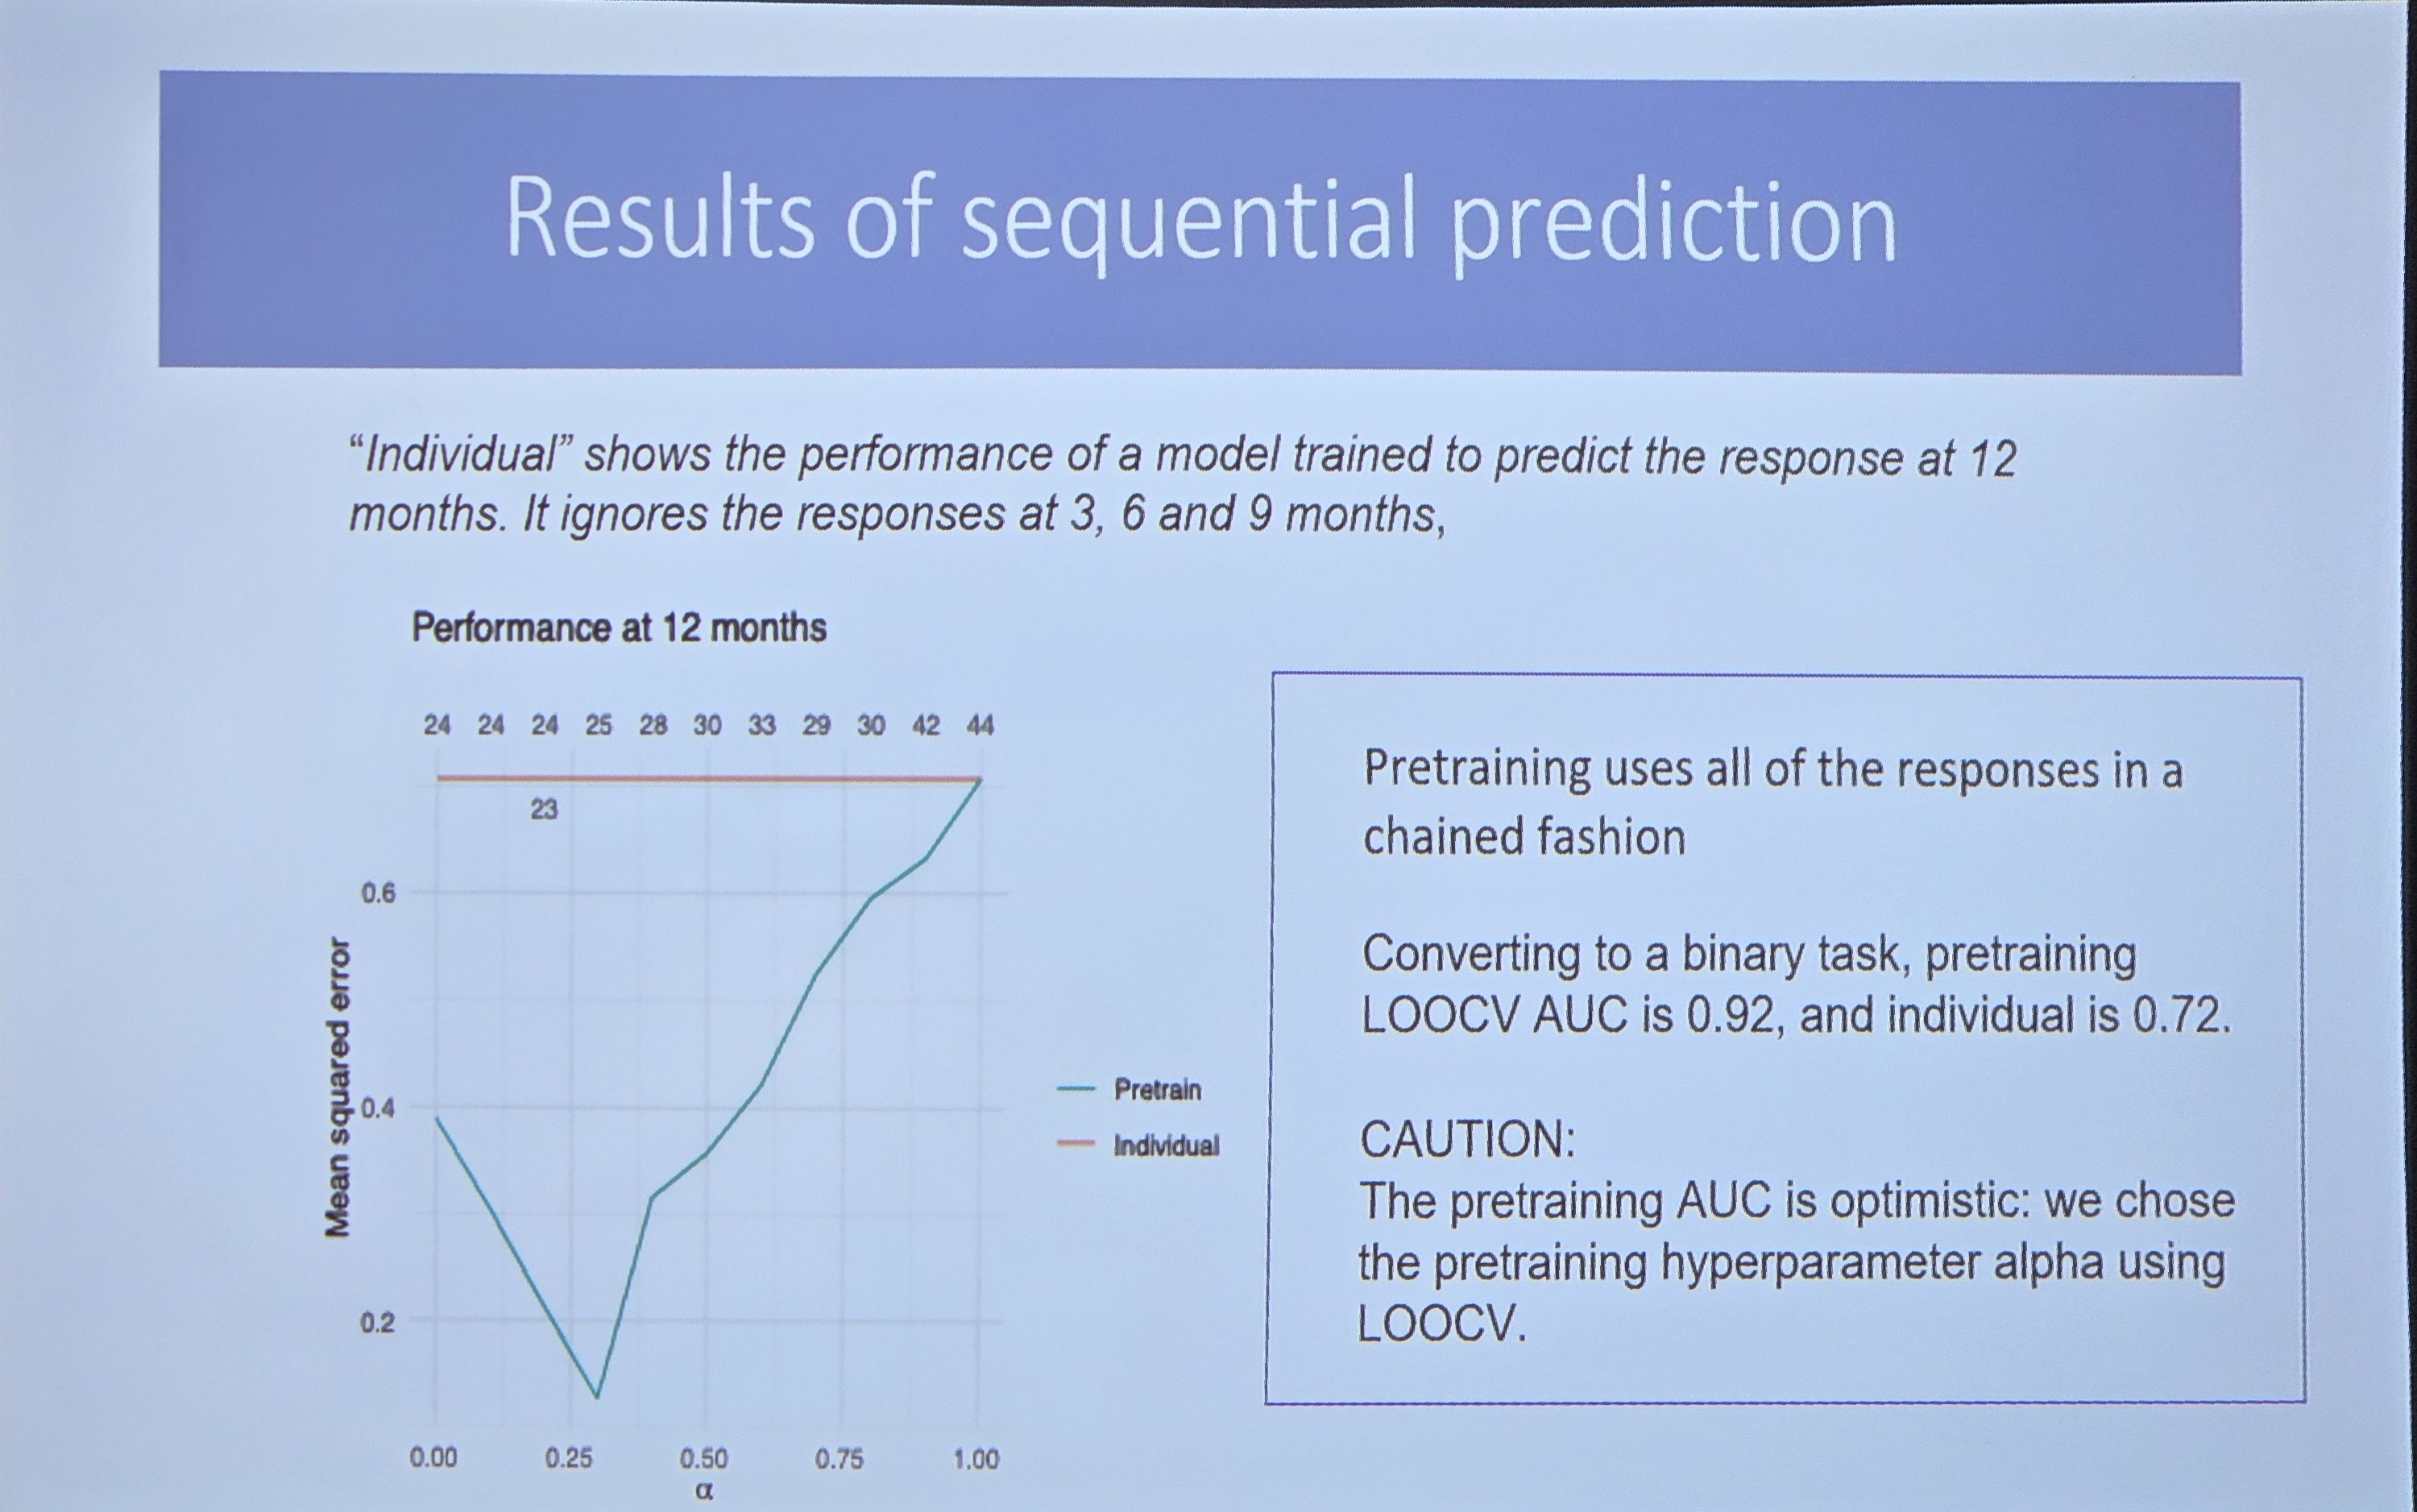 Results of sequential prediction
“Individual” shows the performance of a model trained to predict the response at 12
months. It ignores the responses at 3, 6 and 9 months,
Performance at 12 months
24 24 24 25 28 30 33 29 30 42 44
23
0.6
0.4
0.2
Mean squared error
0.00 0.25 0.50 0.75 1.00
α
Pretrain
Individual
Pretraining uses all of the responses in a
chained fashion
Converting to a binary task, pretraining
LOOCV AUC is 0.92, and individual is 0.72.
CAUTION:
The pretraining AUC is optimistic: we chose
the pretraining hyperparameter alpha using
LOOCV.